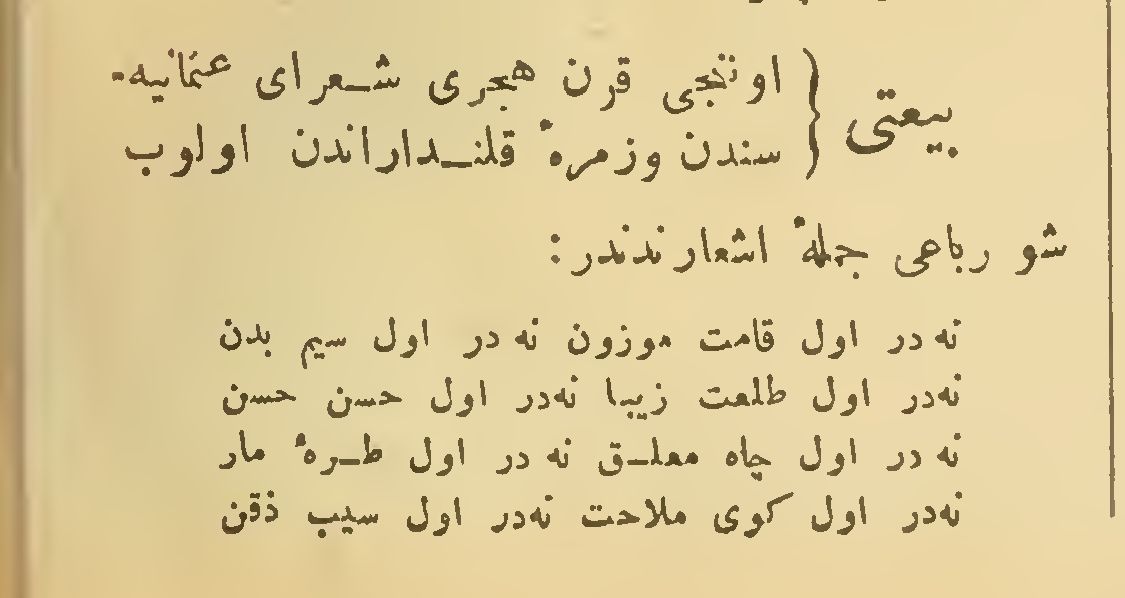 بیعتی { اوننجی قرن هجری شعرای عثمانیه‌-
سندن وزمرهٔ قلنداراندن اولوب
شو رباعی جملهٔ اشعارندندر :
نه در اول قامت موزون نه در اول سیم بدن
نه‌در اول طلعت زیبا نه‌در اول حسن حسن
نه در اول چاه معلق نه در اول طرهٔ مار
نه‌در اول کوی ملاحت نه‌در اول سیب ذقن